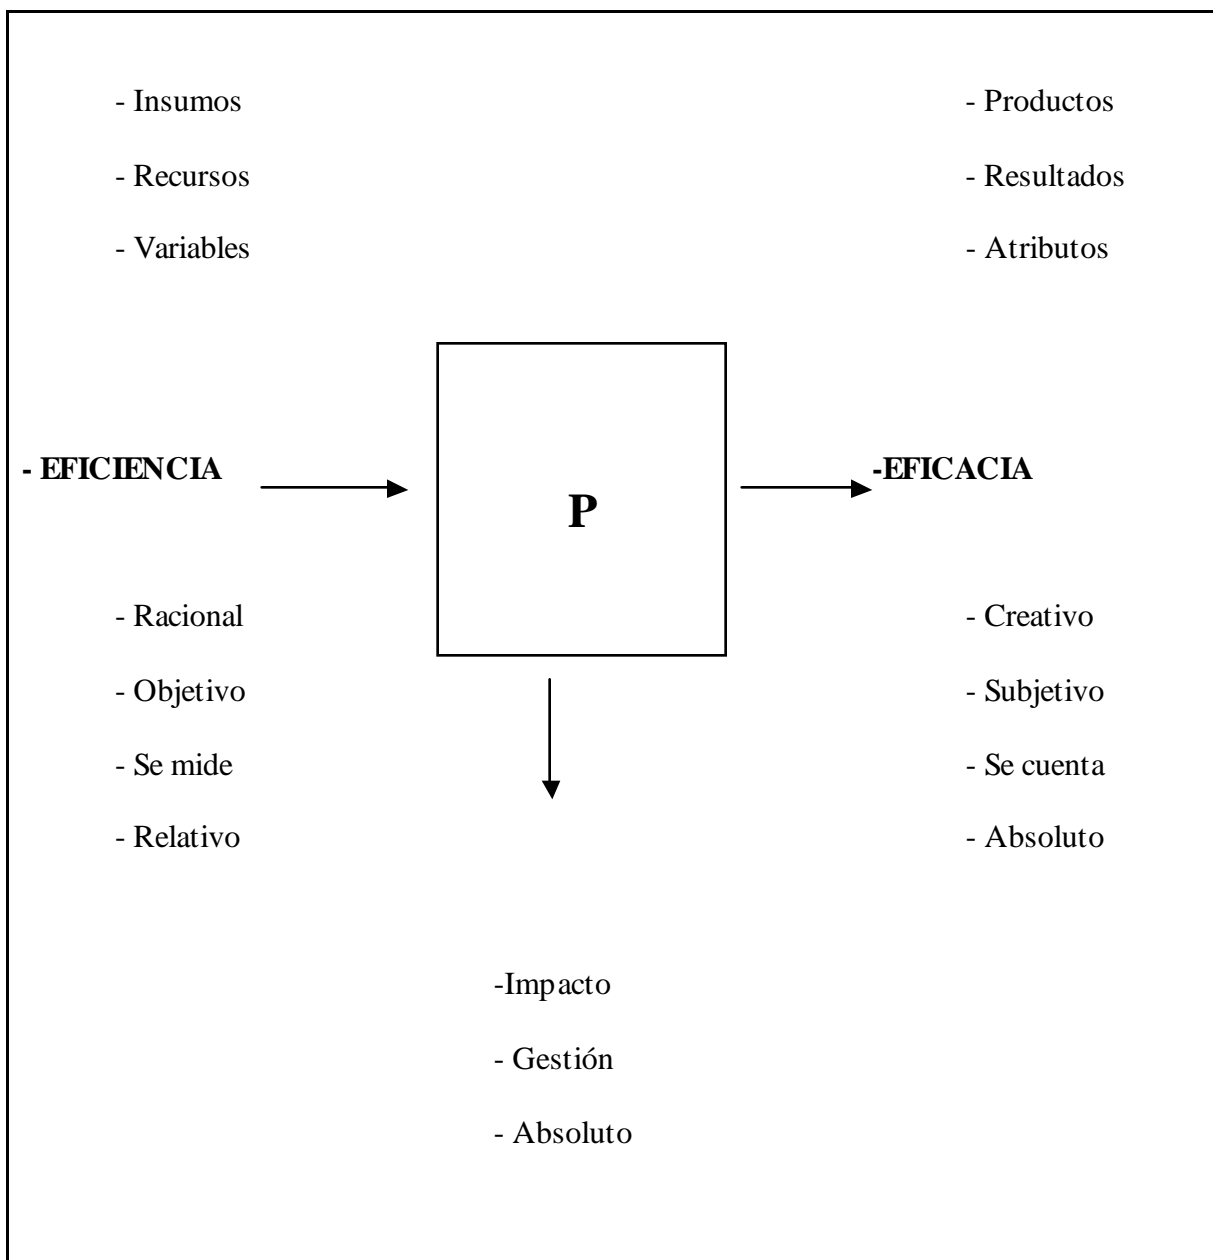 - Insumos
- Productos
- Recursos
- Resultados
- Variables
- Atributos
- EFICIENCIA
-EFICACIA
P
- Racional
- Creativo
- Objetivo
- Subjetivo
- Se mide
- Se cuenta
- Relativo
- Absoluto
-Impacto
- Gestión
- Absoluto